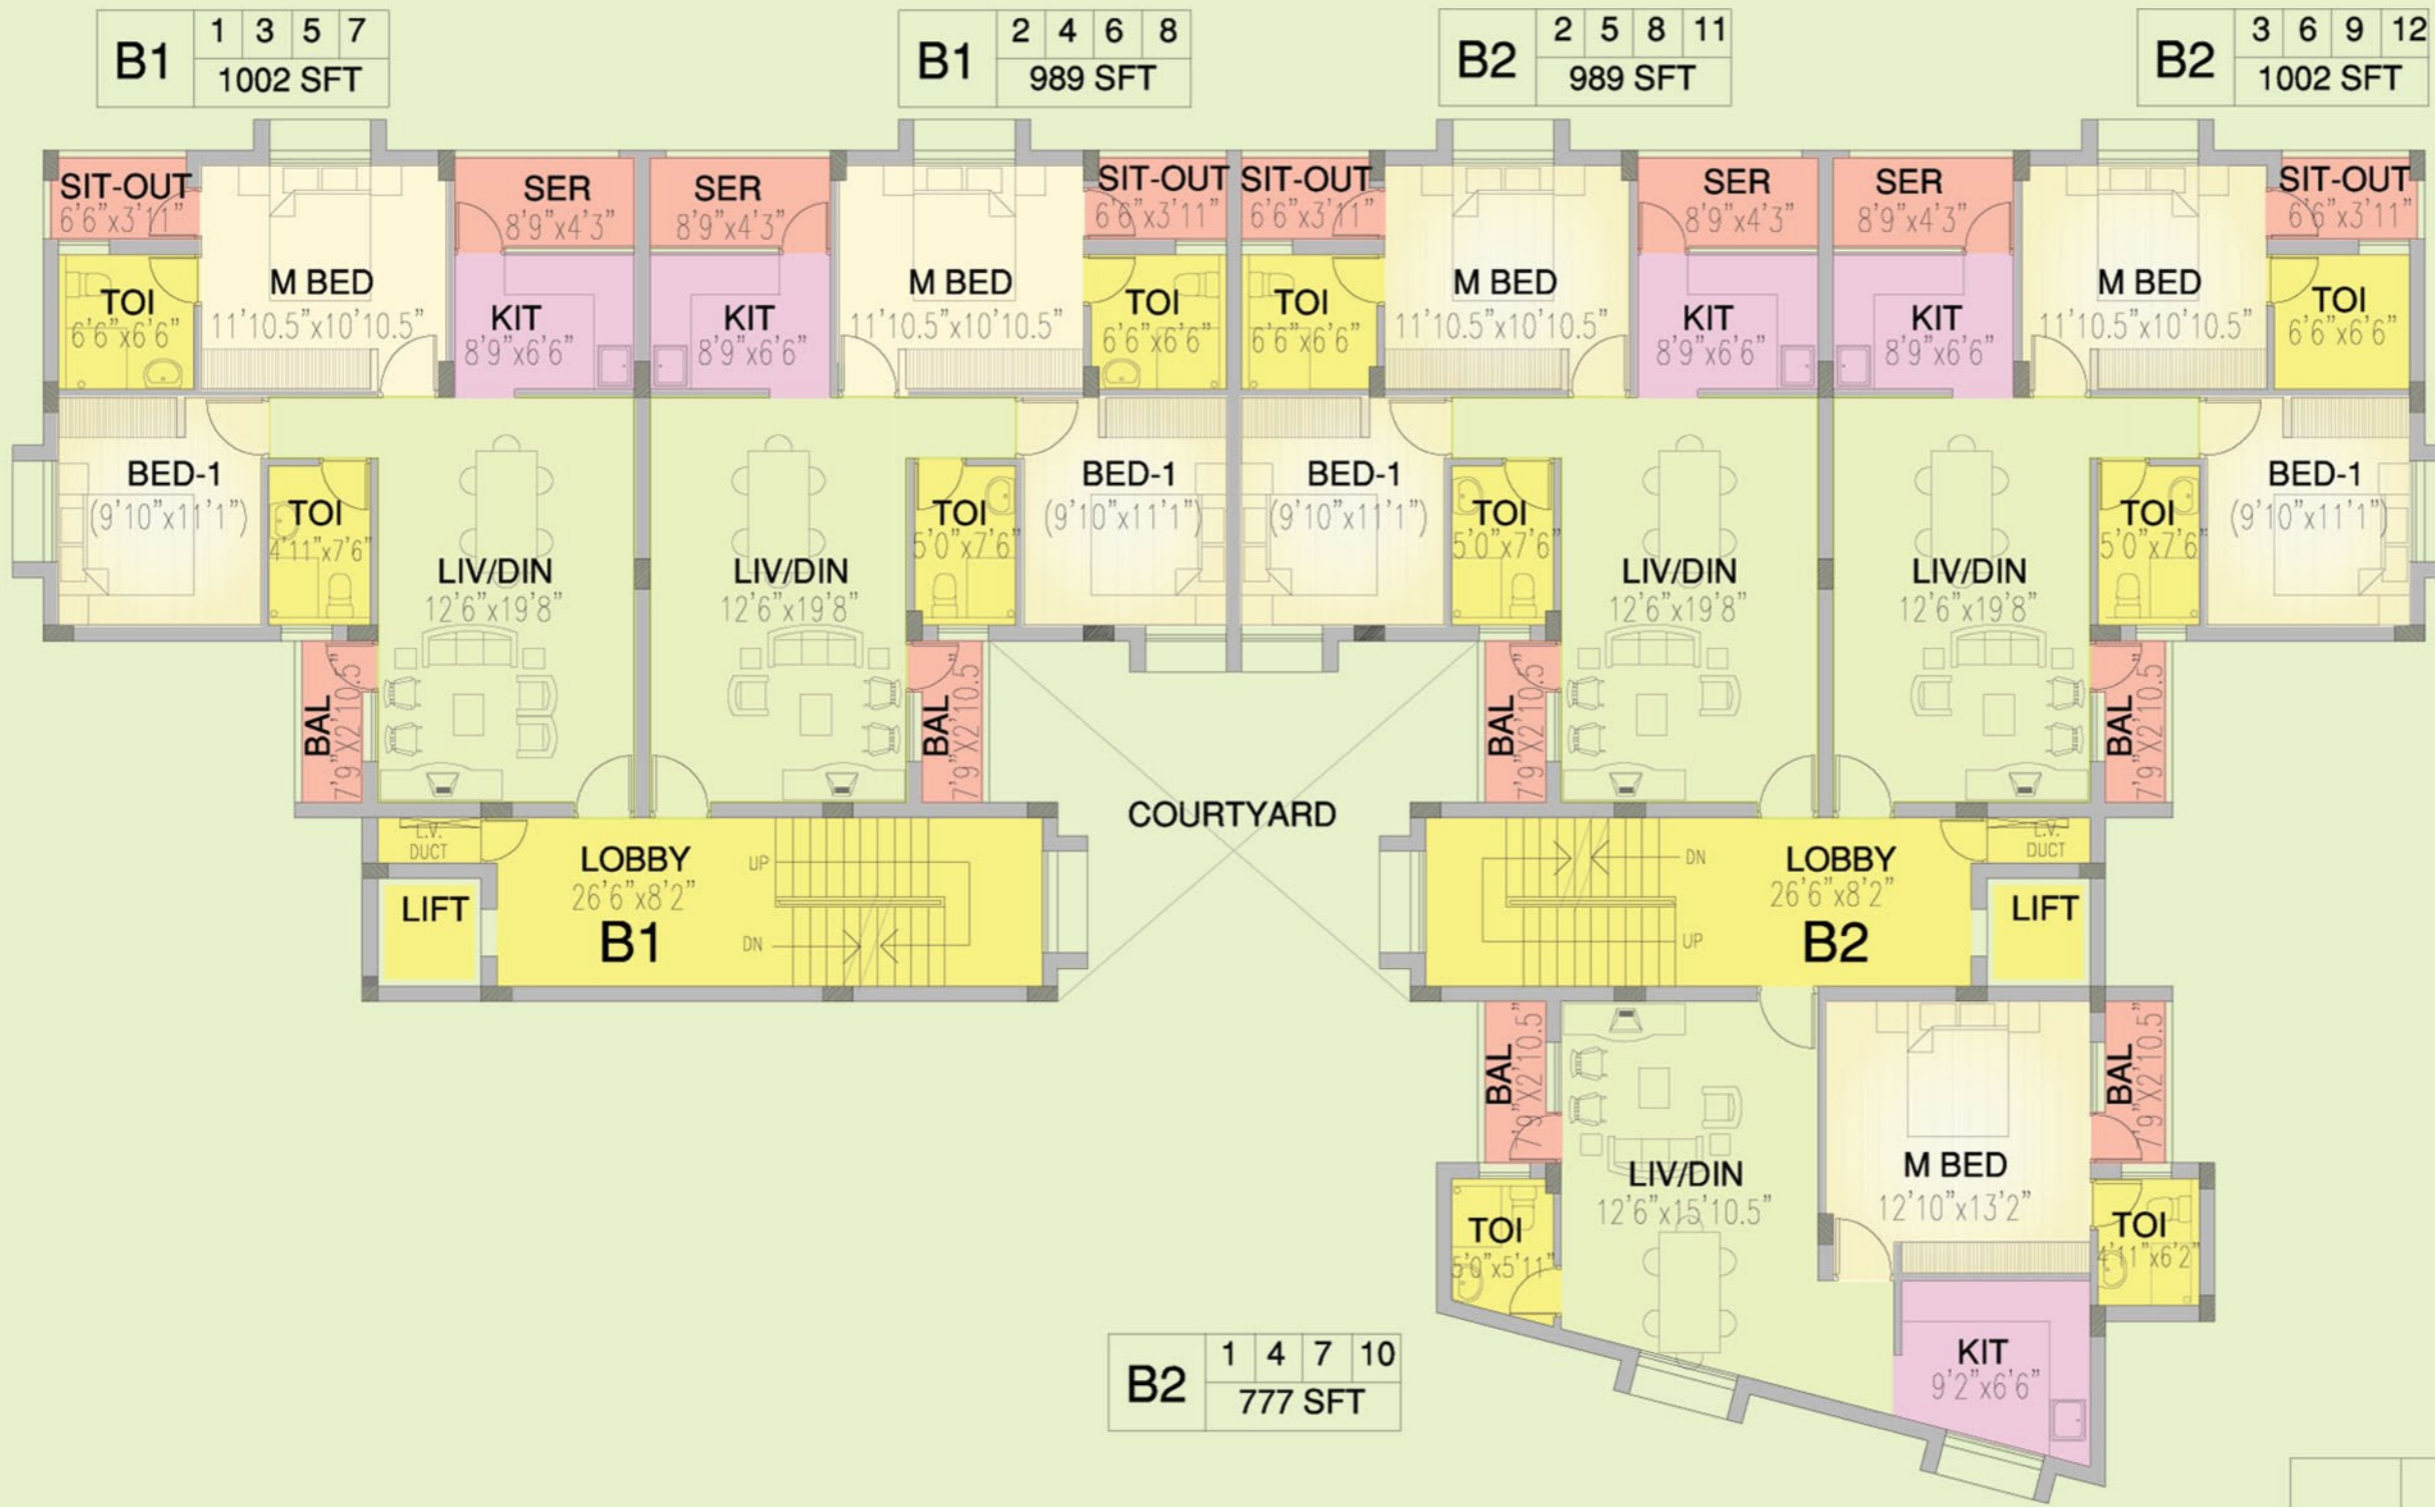 B1
1 3 5 7
1002 SFT
B1
2 4 6 8
989 SFT
B2
2 5 8 11
989 SFT
B2
3 6 9 12
1002 SFT
SIT-OUT
6'6"x3'11"
M BED
11'10.5"x10'10.5"
SER
8'9"x4'3"
TOI
6'6"x6'6"
KIT
8'9"x6'6"
BED-1
(9'10"x11'1")
TOI
4'11"x7'6"
LIV/DIN
12'6"x19'8"
BAL
7'9"X2'10.5"
SER
8'9"x4'3"
M BED
11'10.5"x10'10.5"
SIT-OUT
6'6"x3'11"
KIT
8'9"x6'6"
TOI
6'6"x6'6"
LIV/DIN
12'6"x19'8"
TOI
5'0"x7'6"
BED-1
(9'10"x11'1")
BAL
7'9"X2'10.5"
SIT-OUT
6'6"x3'11"
M BED
11'10.5"x10'10.5"
SER
8'9"x4'3"
TOI
6'6"x6'6"
KIT
8'9"x6'6"
BED-1
(9'10"x11'1")
TOI
5'0"x7'6"
LIV/DIN
12'6"x19'8"
BAL
7'9"X2'10.5"
SER
8'9"x4'3"
M BED
11'10.5"x10'10.5"
SIT-OUT
6'6"x3'11"
KIT
8'9"x6'6"
TOI
6'6"x6'6"
LIV/DIN
12'6"x19'8"
TOI
5'0"x7'6"
BED-1
(9'10"x11'1")
BAL
7'9"X2'10.5"
L.V.
DUCT
LIFT
LOBBY
26'6"x8'2"
B1
UP
DN
COURTYARD
DN
UP
LOBBY
26'6"x8'2"
B2
L.V.
DUCT
LIFT
BAL
7'9"X2'10.5"
LIV/DIN
12'6"x15'10.5"
M BED
12'10"x13'2"
BAL
7'9"X2'10.5"
TOI
5'0"x5'11"
TOI
4'11"x6'2"
KIT
9'2"x6'6"
B2
1 4 7 10
777 SFT